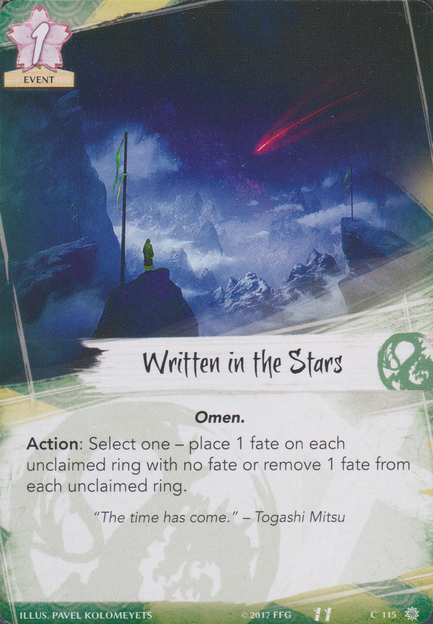 1
EVENT
Written in the Stars
Omen.
Action: Select one – place 1 fate on each
unclaimed ring with no fate or remove 1 fate from
each unclaimed ring.
“The time has come.” – Togashi Mitsu
ILLUS. PAVEL KOLOMEYETS © 2017 FFG C 115